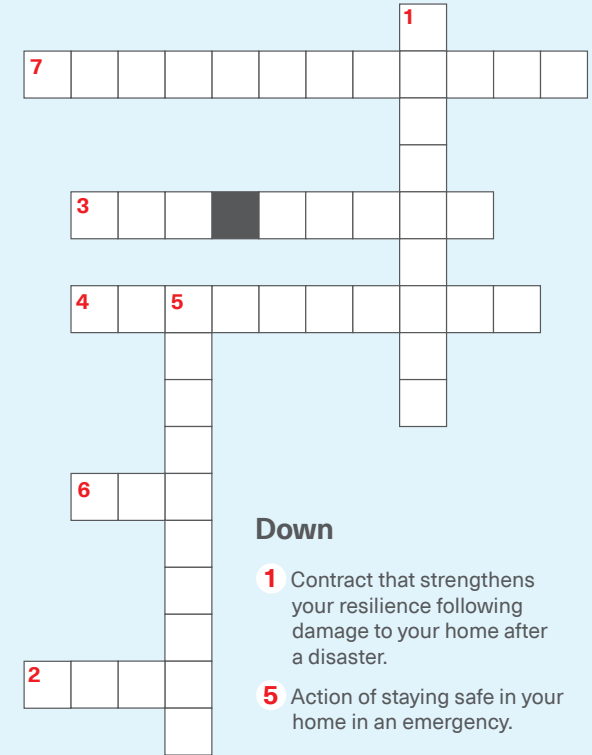 1
7
3
4 5
6
Down
1 Contract that strengthens
your resilience following
damage to your home after
a disaster.
2
5 Action of staying safe in your
home in an emergency.